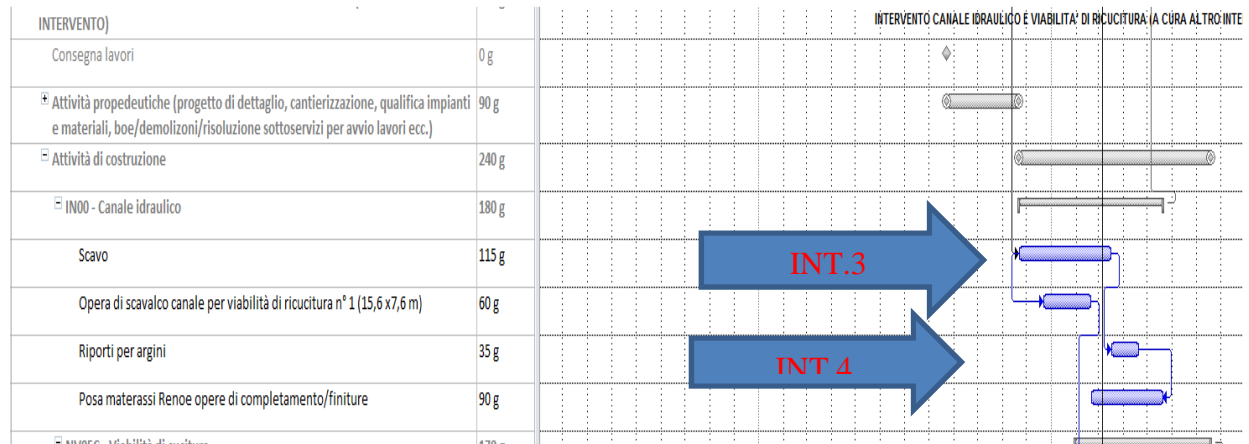 INTERVENTO)
INTERVENTO CANALE IDRAULICO E VIABILITA' DI RICUCITURA (A CURA ALTRO INTE
Consegna lavori 0 g
Attività propedeutiche (progetto di dettaglio, cantierizzazione, qualifica impianti 90 g
e materiali, boe/demolizoni/risoluzione sottoservizi per avvio lavori ecc.)
Attività di costruzione 240 g
IN00 - Canale idraulico 180 g
Scavo 115 g
INT.3
Opera di scavalco canale per viabilità di ricucitura n° 1 (15,6 x7,6 m) 60 g
Riporti per argini 35 g
INT.4
Posa materassi Renoe opere di completamento/finiture 90 g